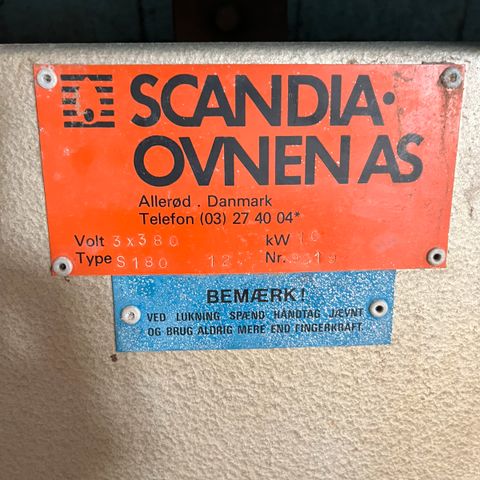 SCANDIA·
OVNEN AS
Allerød . Danmark
Telefon (03) 27 40 04*
Volt 3x380 kW
Type S180 Nr.
BEMÆRK!
VED LUKNING, SPÆND HÅNDTAG JÆVNT
OG BRUG ALDRIG MERE END FINGERKRAFT.